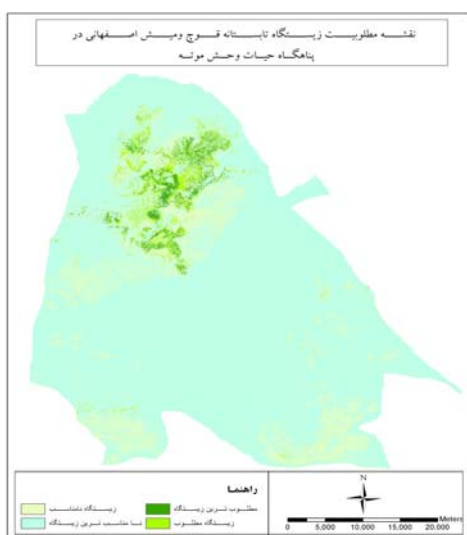 نقشه مطلوبیت زیستگاه تابستانه قوچ ومیش اصفهانی در
پناهگاه حیات وحش موته
راهنما
مطلوب ترین زیستگاه
زیستگاه نامناسب
زیستگاه مطلوب
نا مناسب ترین زیستگاه
N
Meters
0 5,000 10,000 15,000 20,000